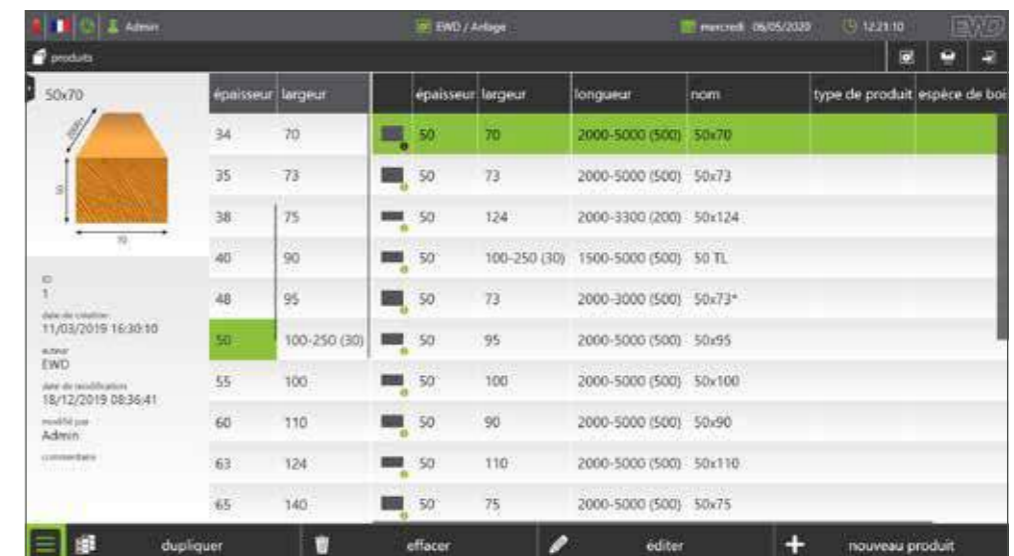 Admin
EWD / Anlage
mercredi 06/05/2020
12:21:10
EWD
produits
50x70
2000+
50
70
ID
1
date de création
11/03/2019 16:30:10
auteur
EWD
date de modification
18/12/2019 08:36:41
modifié par
Admin
commentaire
épaisseur largeur
34 70
35 73
38 75
40 90
48 95
50 100-250 (30)
55 100
60 110
63 124
65 140
épaisseur largeur longueur nom type de produit espèce de boi
50 70 2000-5000 (500) 50x70
50 73 2000-5000 (500) 50x73
50 124 2000-3300 (200) 50x124
50 100-250 (30) 1500-5000 (500) 50 TL
50 73 2000-3000 (500) 50x73*
50 95 2000-5000 (500) 50x95
50 100 2000-5000 (500) 50x100
50 90 2000-5000 (500) 50x90
50 110 2000-5000 (500) 50x110
50 75 2000-5000 (500) 50x75
dupliquer
effacer
éditer
nouveau produit